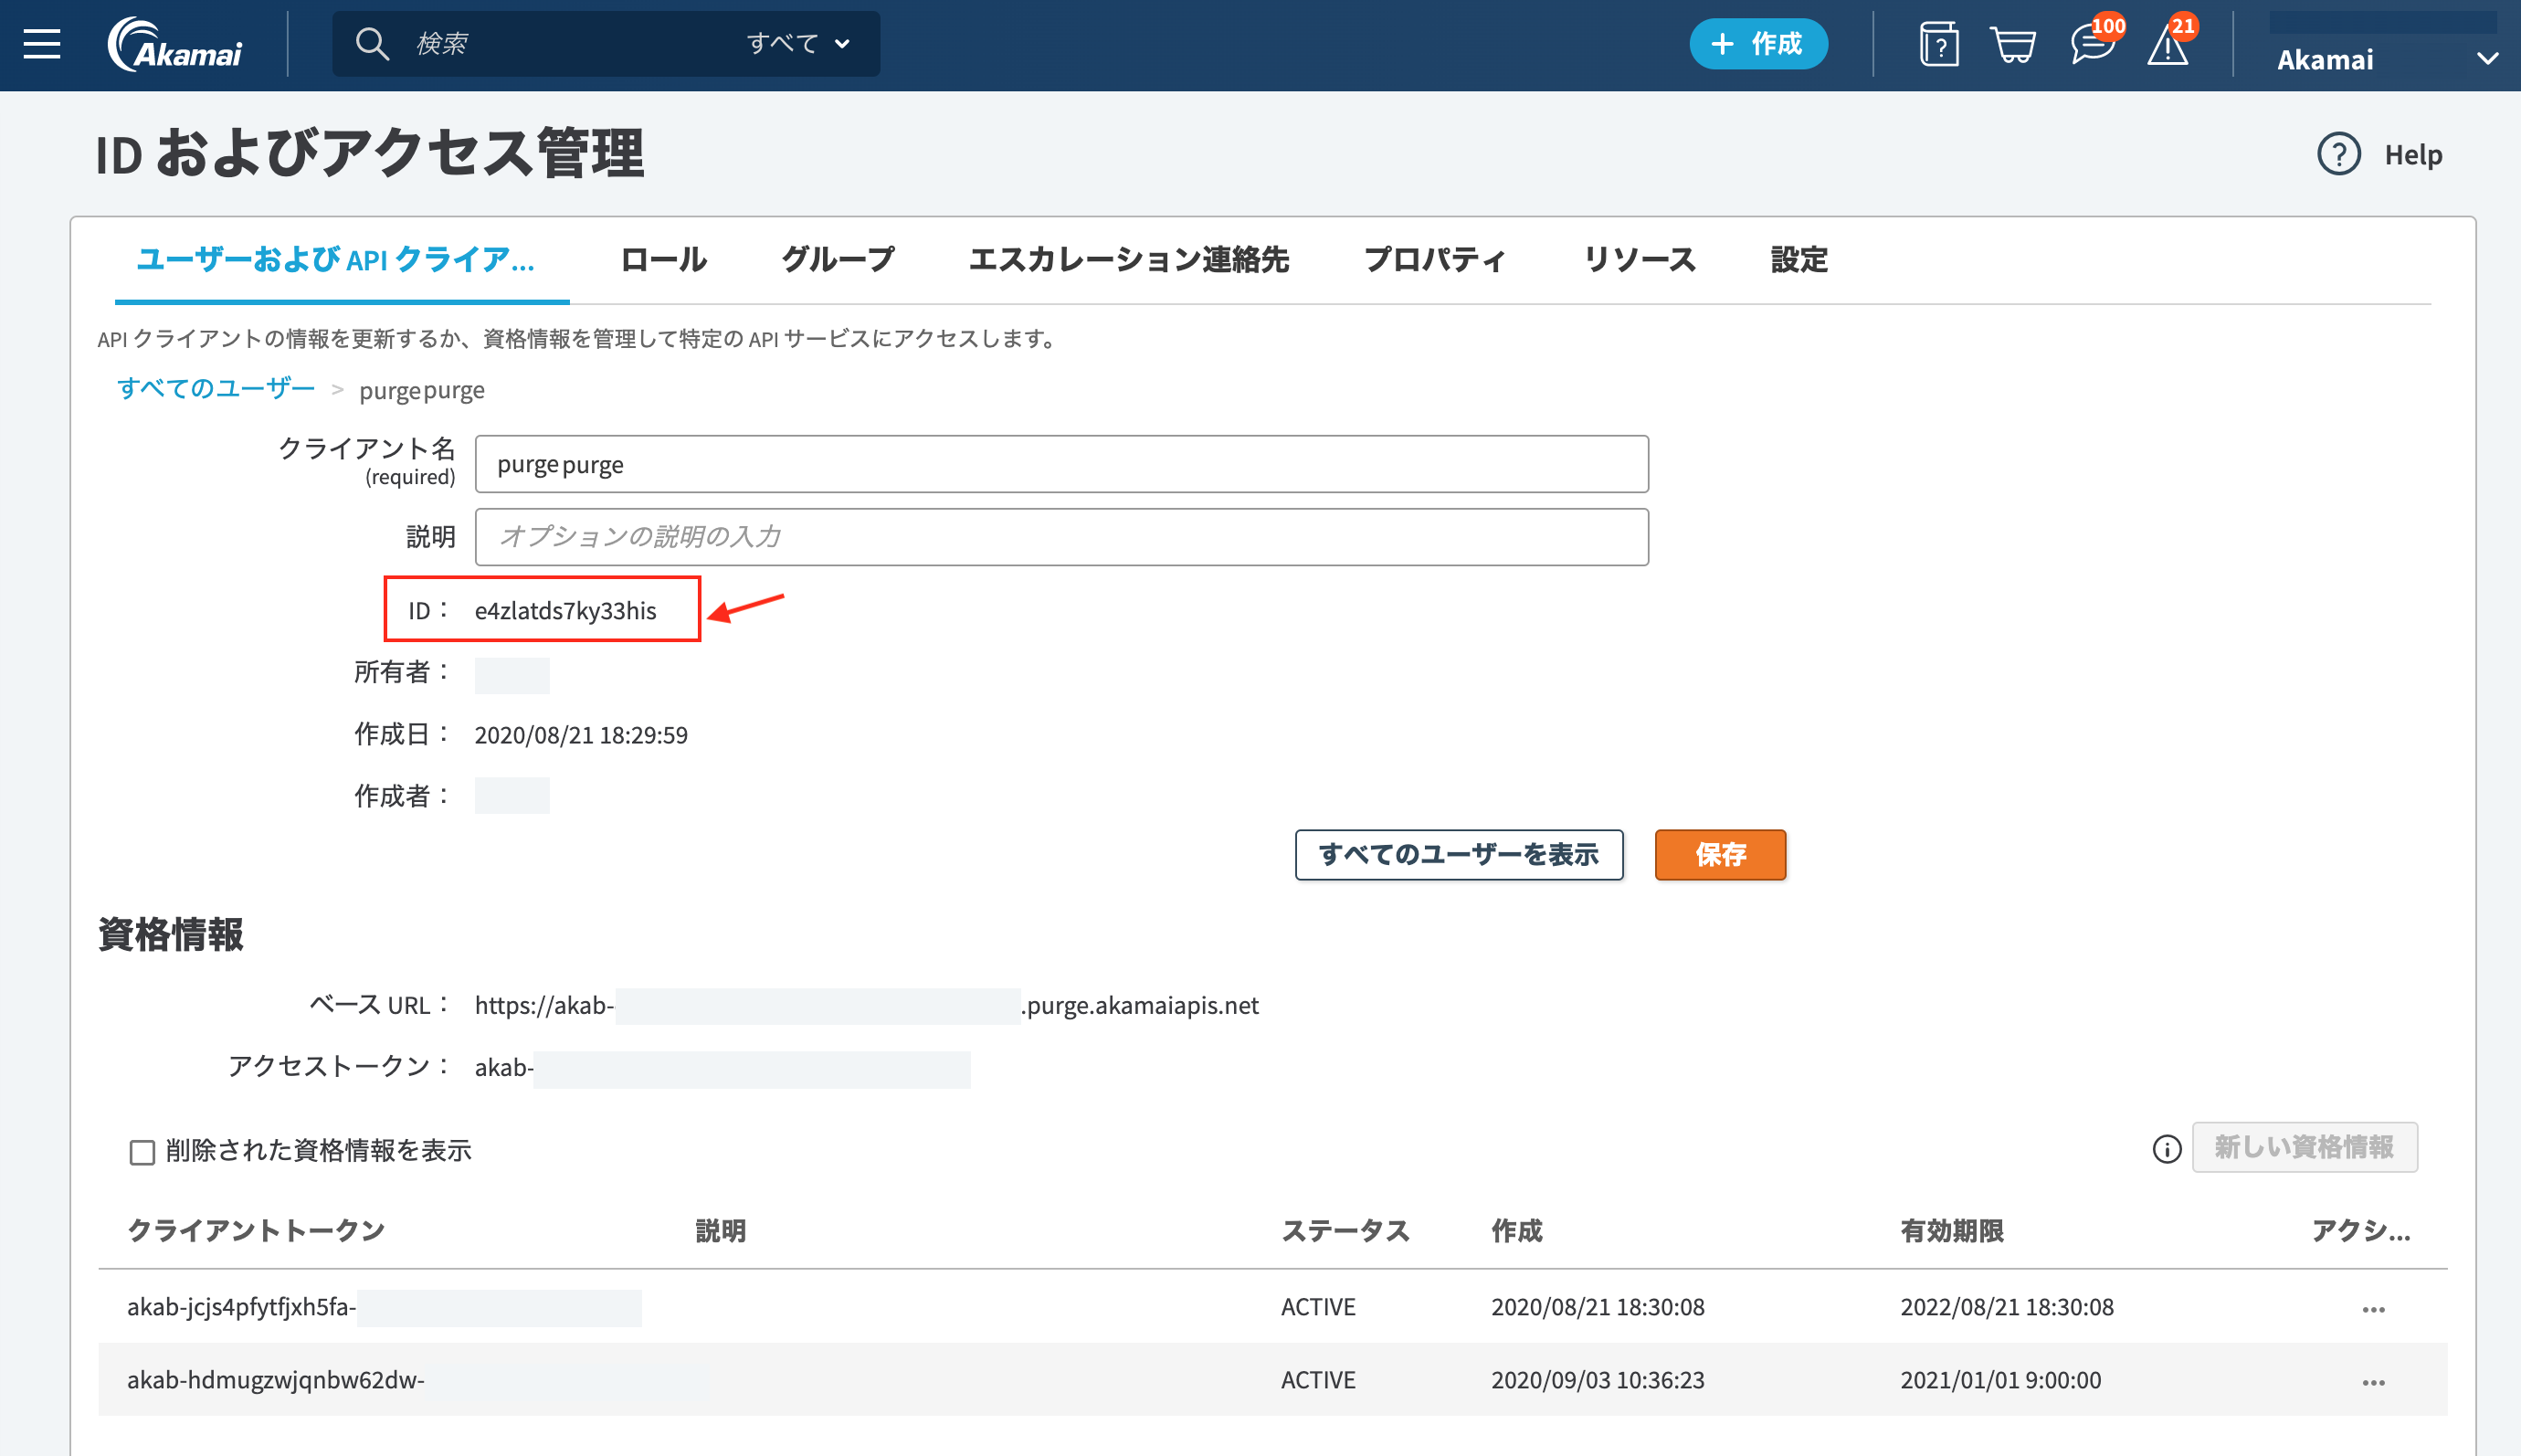 Akamai 検索 すべて + 作成 100 21 Akamai
ID およびアクセス管理 Help
ユーザーおよび API クライア... ロール グループ エスカレーション連絡先 プロパティ リソース 設定
API クライアントの情報を更新するか、資格情報を管理して特定の API サービスにアクセスします。
すべてのユーザー > purgepurge
クライアント名 purgepurge
(required)
説明 オプションの説明の入力
ID： e4zlatds7ky33his
所有者：
作成日： 2020/08/21 18:29:59
作成者：
すべてのユーザーを表示 保存
資格情報
ベース URL： https://akab- .purge.akamaiapis.net
アクセストークン： akab-
削除された資格情報を表示 新しい資格情報
クライアントトークン 説明 ステータス 作成 有効期限 アクシ...
akab-jcjs4pfytfjxh5fa- ACTIVE 2020/08/21 18:30:08 2022/08/21 18:30:08 ...
akab-hdmugzwjqnbw62dw- ACTIVE 2020/09/03 10:36:23 2021/01/01 9:00:00 ...